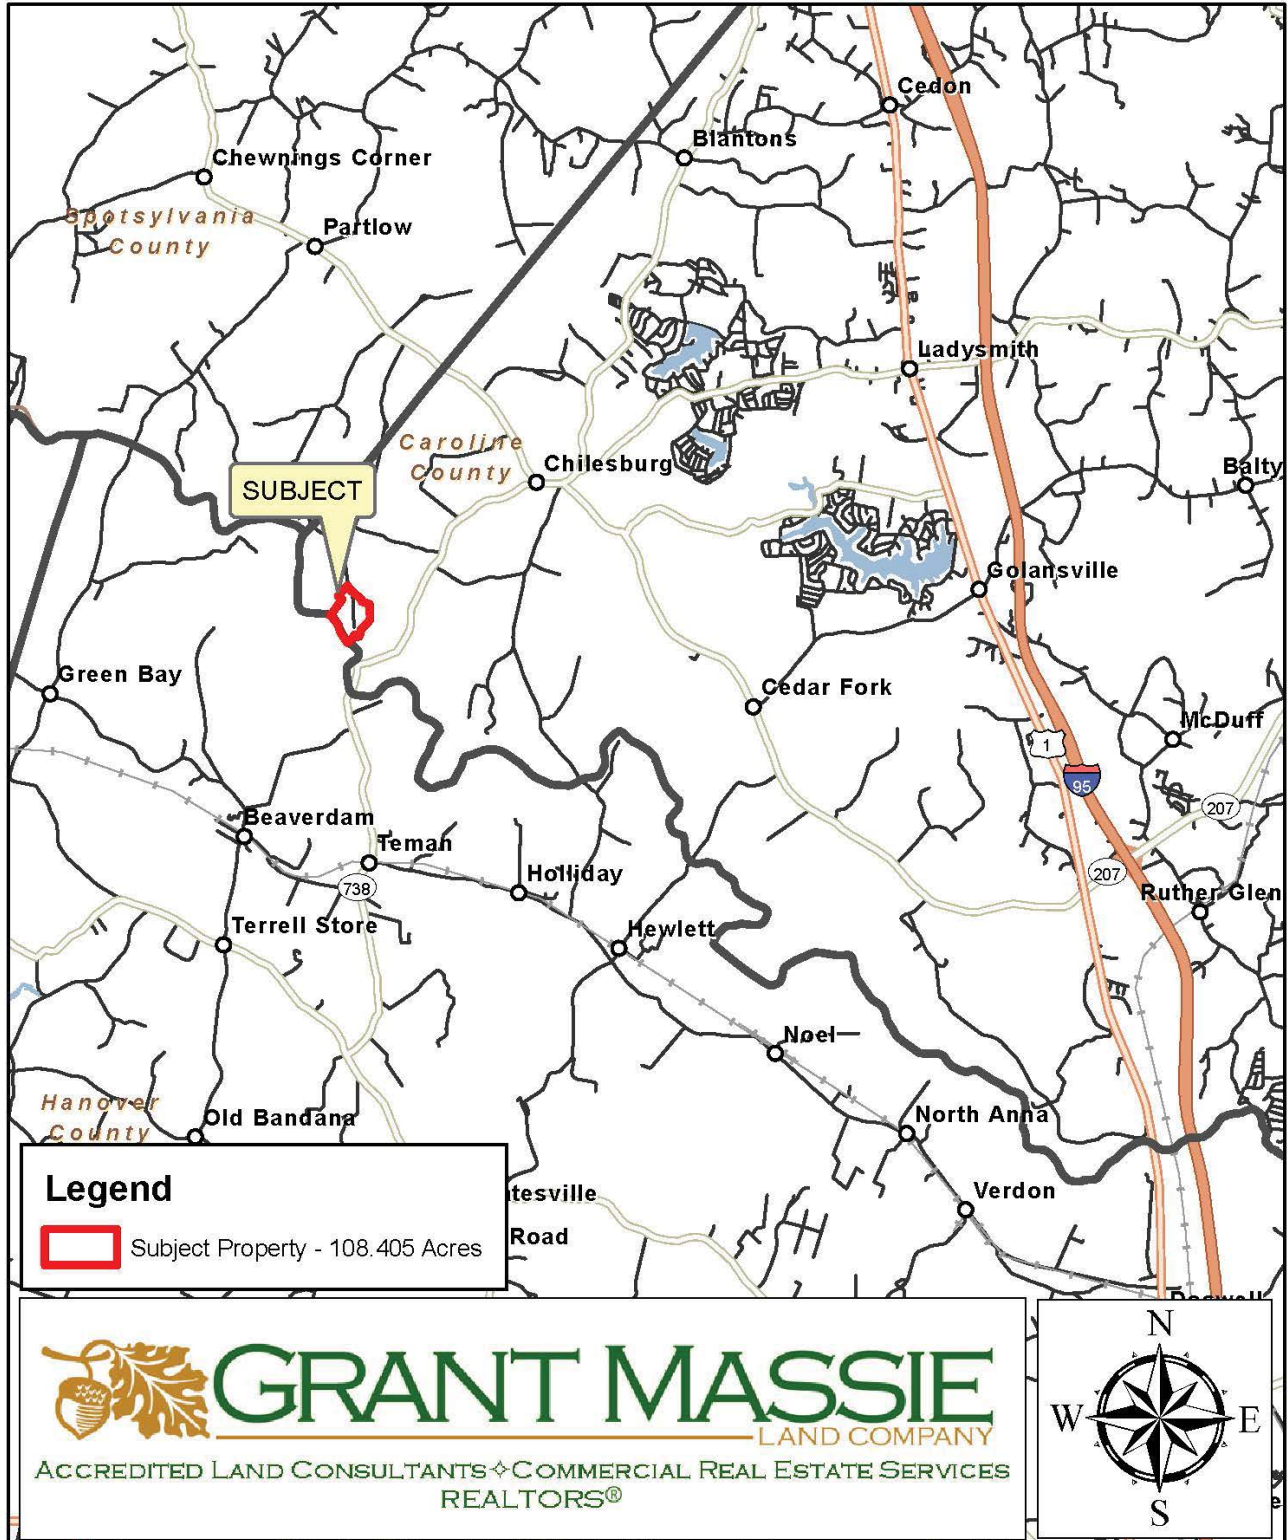 Cedon
Blantons
Chewnings Corner
Spotsylvania
County
Partlow
Ladysmith
Caroline
County
Chilesburg
Balty
SUBJECT
Golansville
Green Bay
Cedar Fork
McDuff
1
95
207
Beaverdam
Teman
738
Holliday
207
Ruther Glen
Terrell Store
Hewlett
Noel
Hanover
County
Old Bandana
North Anna
Legend
Subject Property - 108.405 Acres
tesville
Road
Verdon
GRANT MASSIE
LAND COMPANY
ACCREDITED LAND CONSULTANTS✧COMMERCIAL REAL ESTATE SERVICES
REALTORS®
N
W
E
S